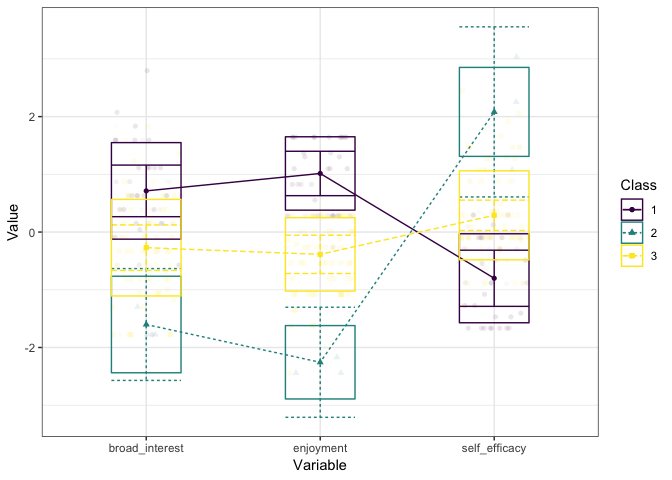 Value
2
0
-2
broad_interest
enjoyment
self_efficacy
Variable
Class
1
2
3